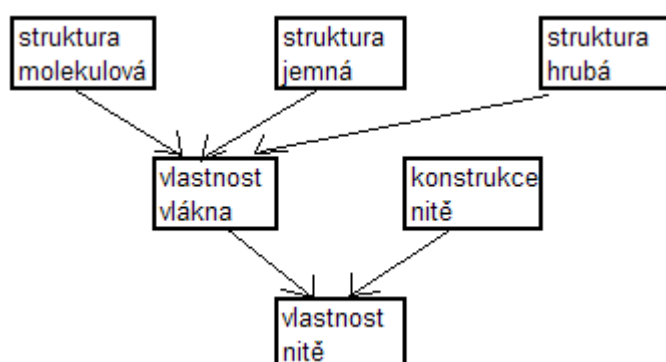 struktura
molekulová
struktura
jemná
struktura
hrubá
vlastnost
vlákna
konstrukce
nitě
vlastnost
nitě